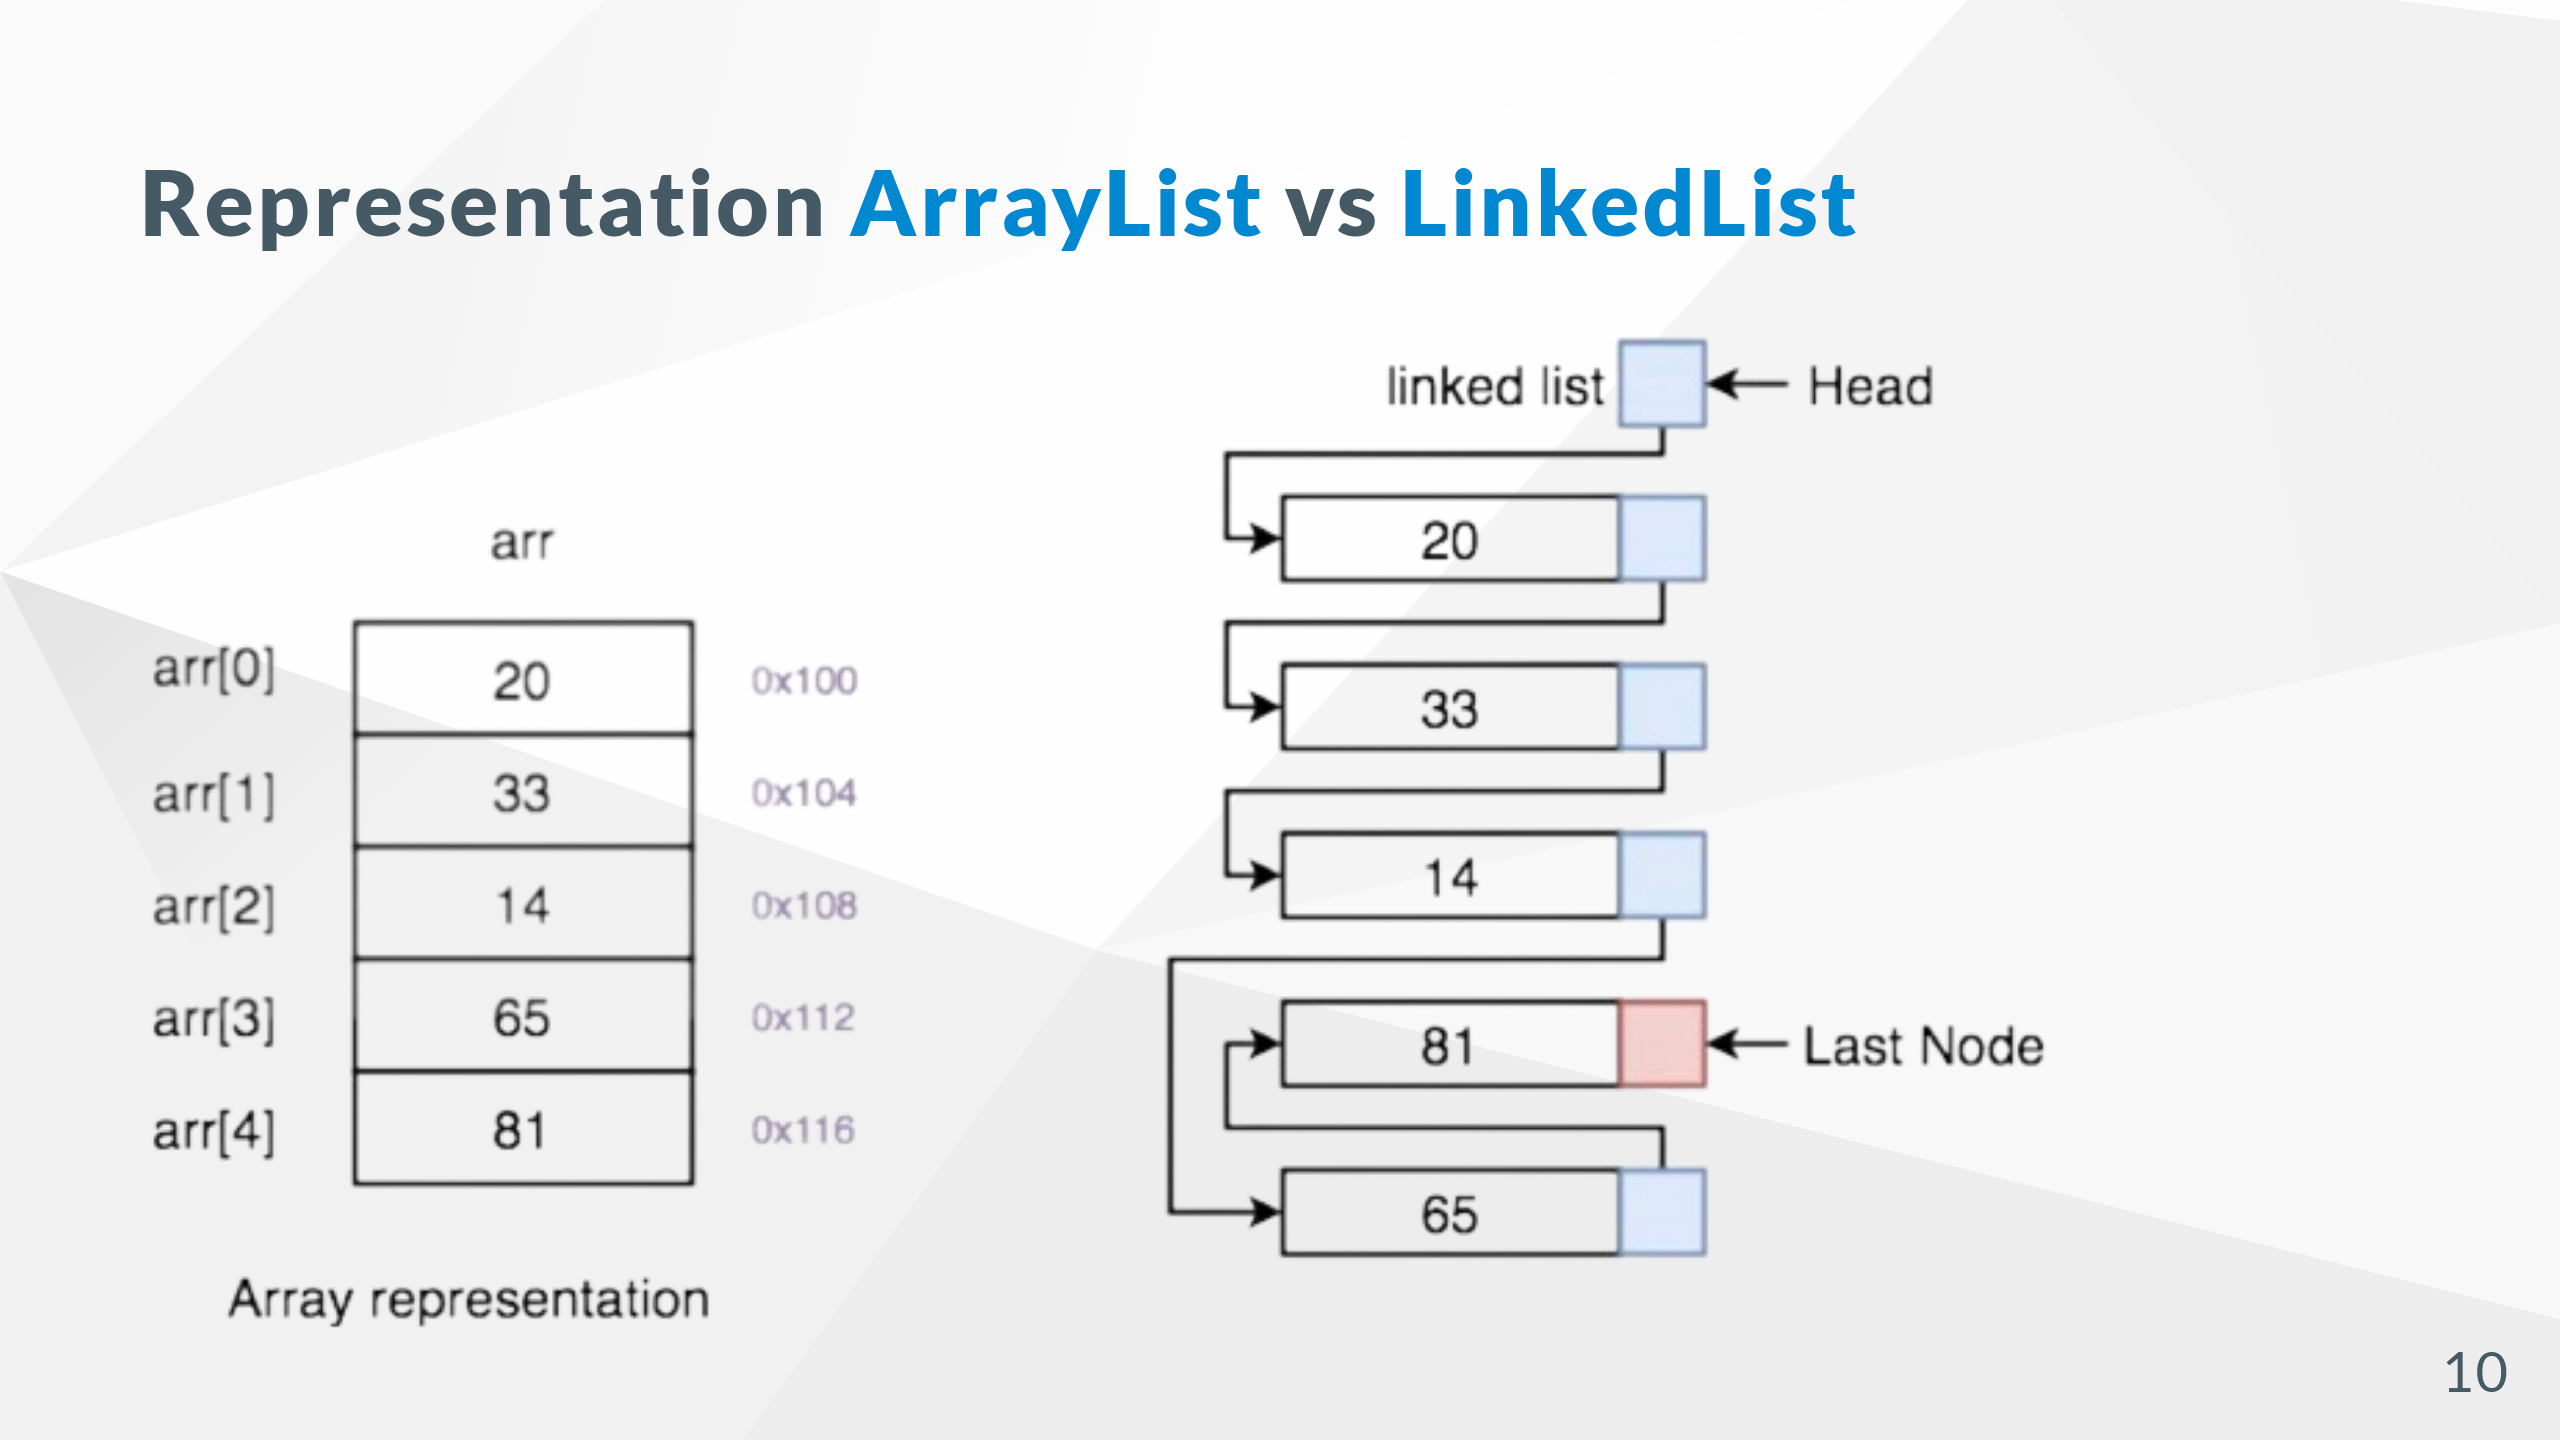 Representation ArrayList vs LinkedList
arr
arr[0] 20 0x100
arr[1] 33 0x104
arr[2] 14 0x108
arr[3] 65 0x112
arr[4] 81 0x116
Array representation
linked list Head
20
33
14
81 Last Node
65
10